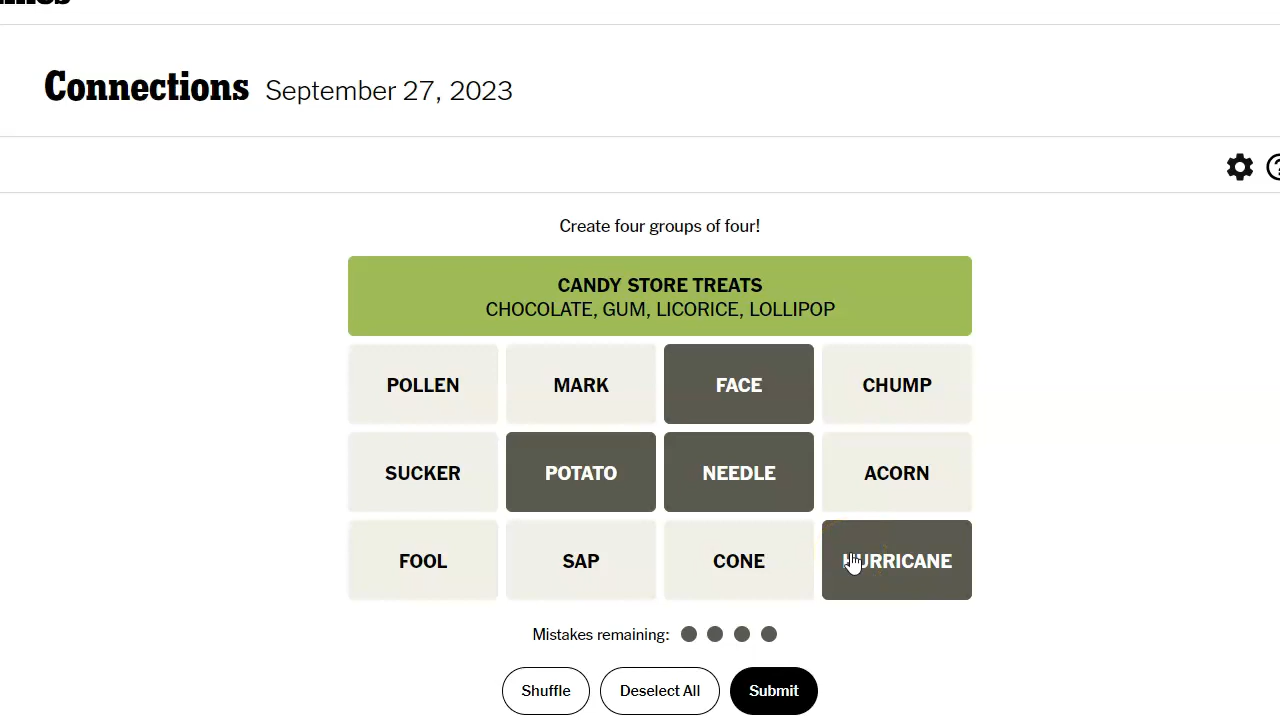 Connections September 27, 2023
Create four groups of four!
CANDY STORE TREATS
CHOCOLATE, GUM, LICORICE, LOLLIPOP
POLLEN MARK FACE CHUMP
SUCKER POTATO NEEDLE ACORN
FOOL SAP CONE HURRICANE
Mistakes remaining:
Shuffle Deselect All Submit